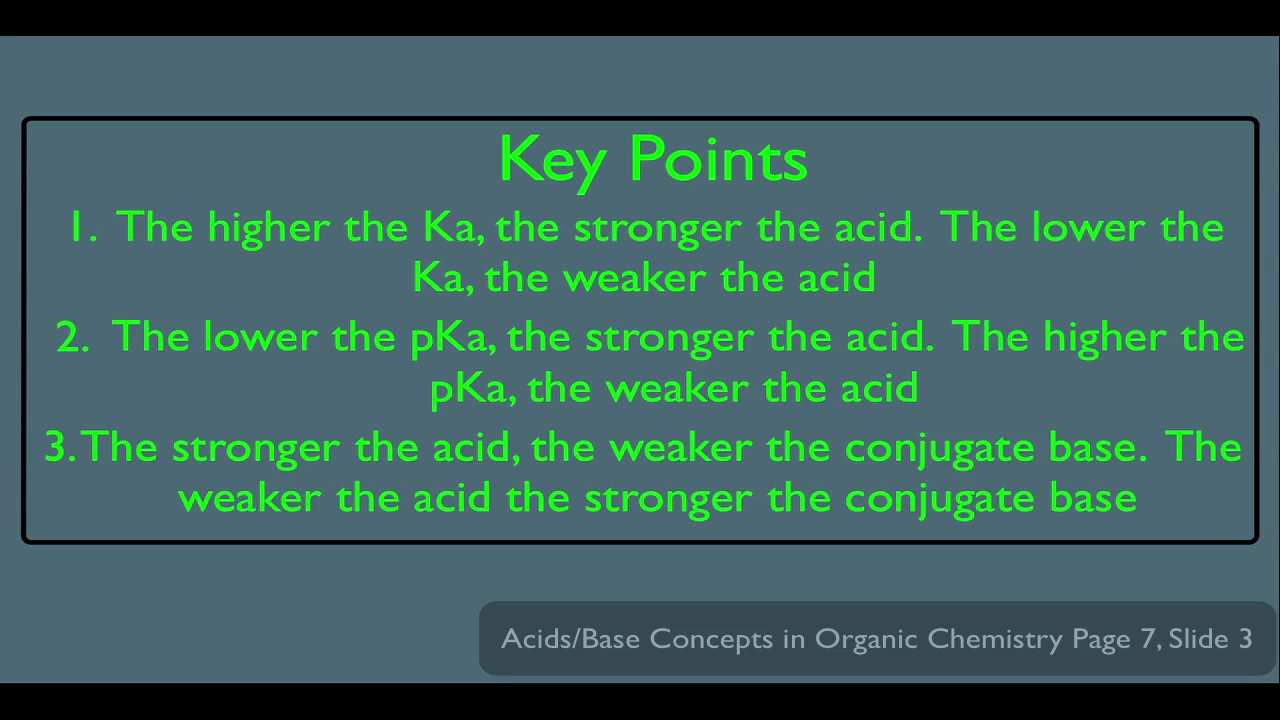 Key Points
1. The higher the Ka, the stronger the acid. The lower the
Ka, the weaker the acid
2. The lower the pKa, the stronger the acid. The higher the
pKa, the weaker the acid
3.The stronger the acid, the weaker the conjugate base. The
weaker the acid the stronger the conjugate base
Acids/Base Concepts in Organic Chemistry Page 7, Slide 3